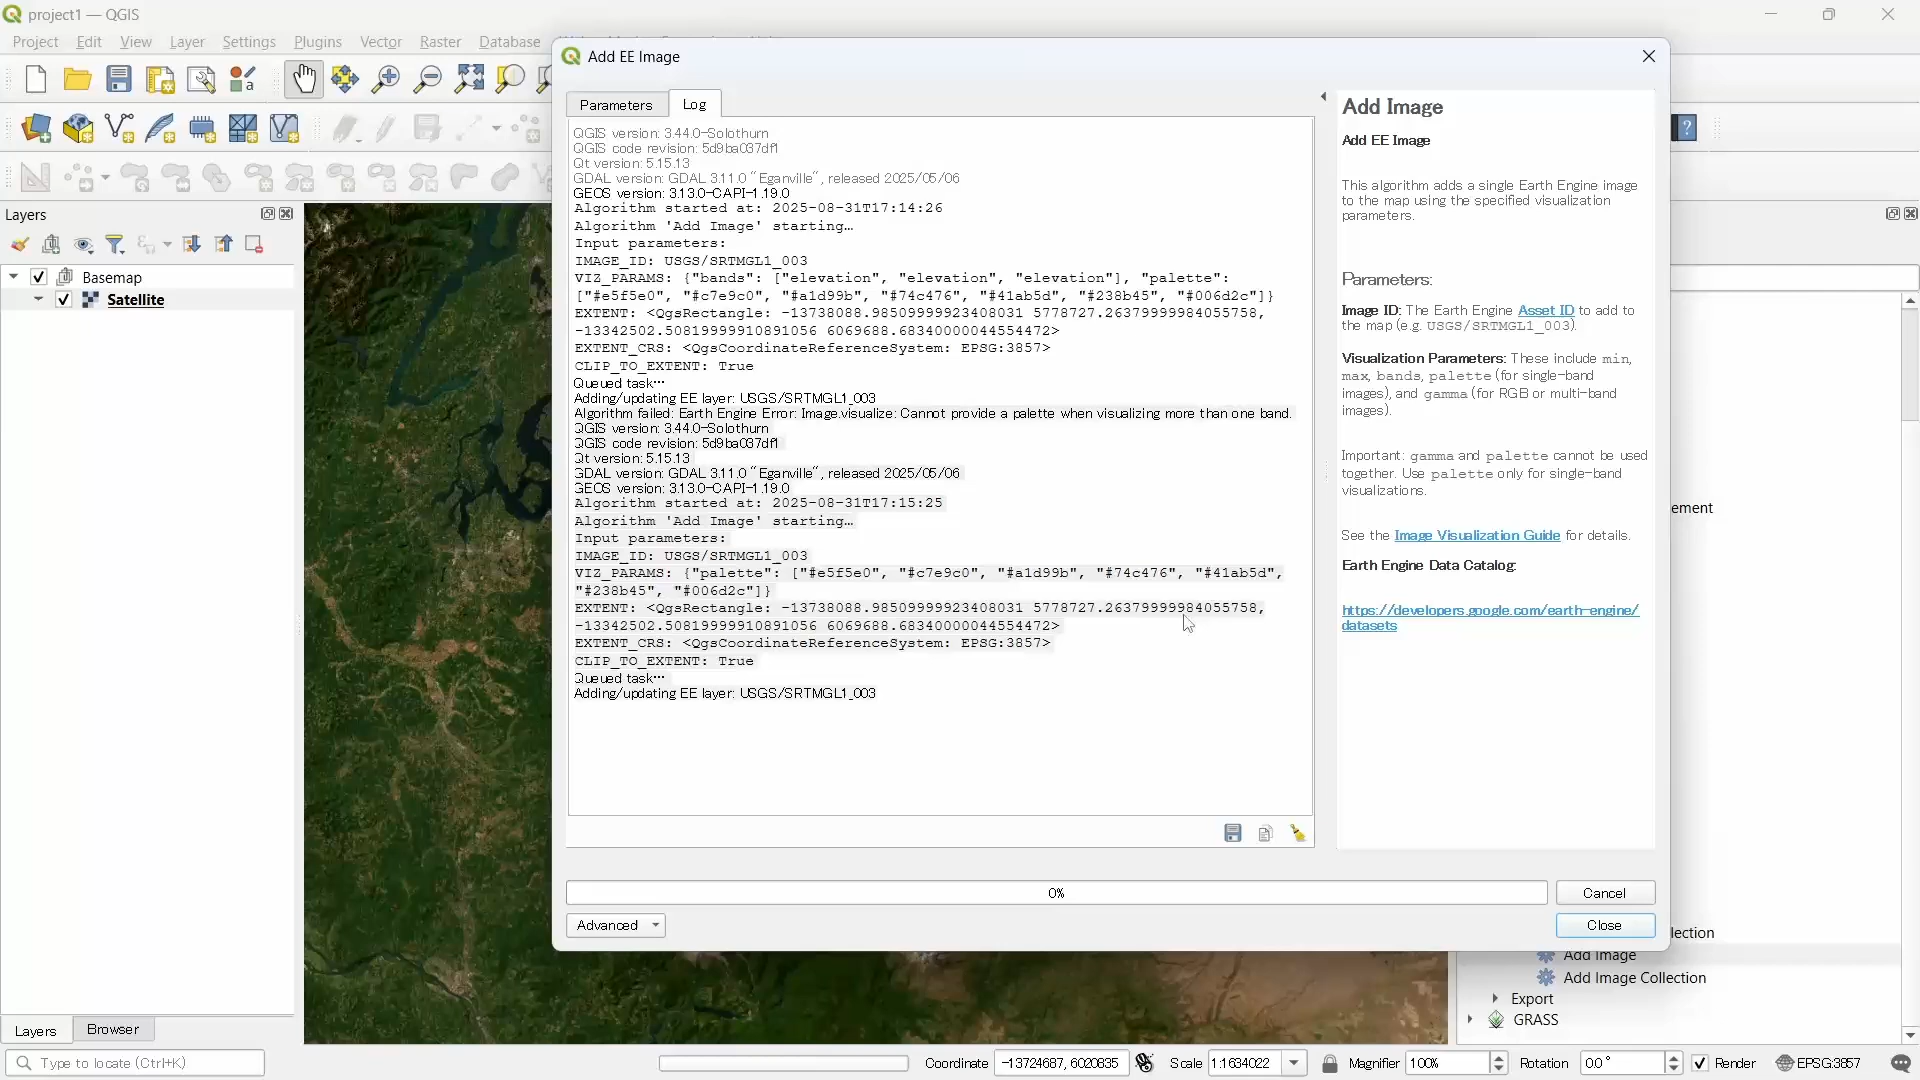 project1 — QGIS
Project Edit View Layer Settings Plugins Vector Raster Database
Add EE Image
Parameters
Log
QGIS version: 3.44.0-Solothurn
QGIS code revision: 5d9ba037df1
Qt version: 5.15.13
GDAL version: GDAL 3.11.0 "Eganville", released 2025/05/06
GEOS version: 3.13.0-CAPI-1.19.0
Algorithm started at: 2025-08-31T17:14:26
Algorithm 'Add Image' starting…
Input parameters:
IMAGE_ID: USGS/SRTMGL1_003
VIZ_PARAMS: {"bands": ["elevation", "elevation", "elevation"], "palette":
["#e5f5e0", "#c7e9c0", "#a1d99b", "#74c476", "#41ab5d", "#238b45", "#006d2c"]}
EXTENT: <QgsRectangle: -13738088.98509999923408031 5778727.26379999984055758,
-13342502.50819999910891056 6069688.68340000044554472>
EXTENT_CRS: <QgsCoordinateReferenceSystem: EPSG:3857>
CLIP_TO_EXTENT: True
Queued task…
Adding/updating EE layer: USGS/SRTMGL1_003
Algorithm failed: Earth Engine Error: Image.visualize: Cannot provide a palette when visualizing more than one band.
QGIS version: 3.44.0-Solothurn
QGIS code revision: 5d9ba037df1
Qt version: 5.15.13
GDAL version: GDAL 3.11.0 "Eganville", released 2025/05/06
GEOS version: 3.13.0-CAPI-1.19.0
Algorithm started at: 2025-08-31T17:15:25
Algorithm 'Add Image' starting…
Input parameters:
IMAGE_ID: USGS/SRTMGL1_003
VIZ_PARAMS: {"palette": ["#e5f5e0", "#c7e9c0", "#a1d99b", "#74c476", "#41ab5d",
"#238b45", "#006d2c"]}
EXTENT: <QgsRectangle: -13738088.98509999923408031 5778727.26379999984055758,
-13342502.50819999910891056 6069688.68340000044554472>
EXTENT_CRS: <QgsCoordinateReferenceSystem: EPSG:3857>
CLIP_TO_EXTENT: True
Queued task…
Adding/updating EE layer: USGS/SRTMGL1_003
Add Image
Add EE Image
This algorithm adds a single Earth Engine image
to the map using the specified visualization
parameters.
Parameters:
Image ID: The Earth Engine Asset ID to add to
the map (e.g. USGS/SRTMGL1_003).
Visualization Parameters: These include min,
max, bands, palette (for single-band
images), and gamma (for RGB or multi-band
images).
Important: gamma and palette cannot be used
together. Use palette only for single-band
visualizations.
See the Image Visualization Guide for details.
Earth Engine Data Catalog:
https://developers.google.com/earth-engine/
datasets
0%
Cancel
Advanced
Close
Layers
Basemap
Satellite
Layers
Browser
ement
lection
Add Image
Add Image Collection
Export
GRASS
Type to locate (Ctrl+K)
Coordinate -13724687, 6020835 Scale 1:1634022 Magnifier 100% Rotation 0.0 ° Render EPSG:3857